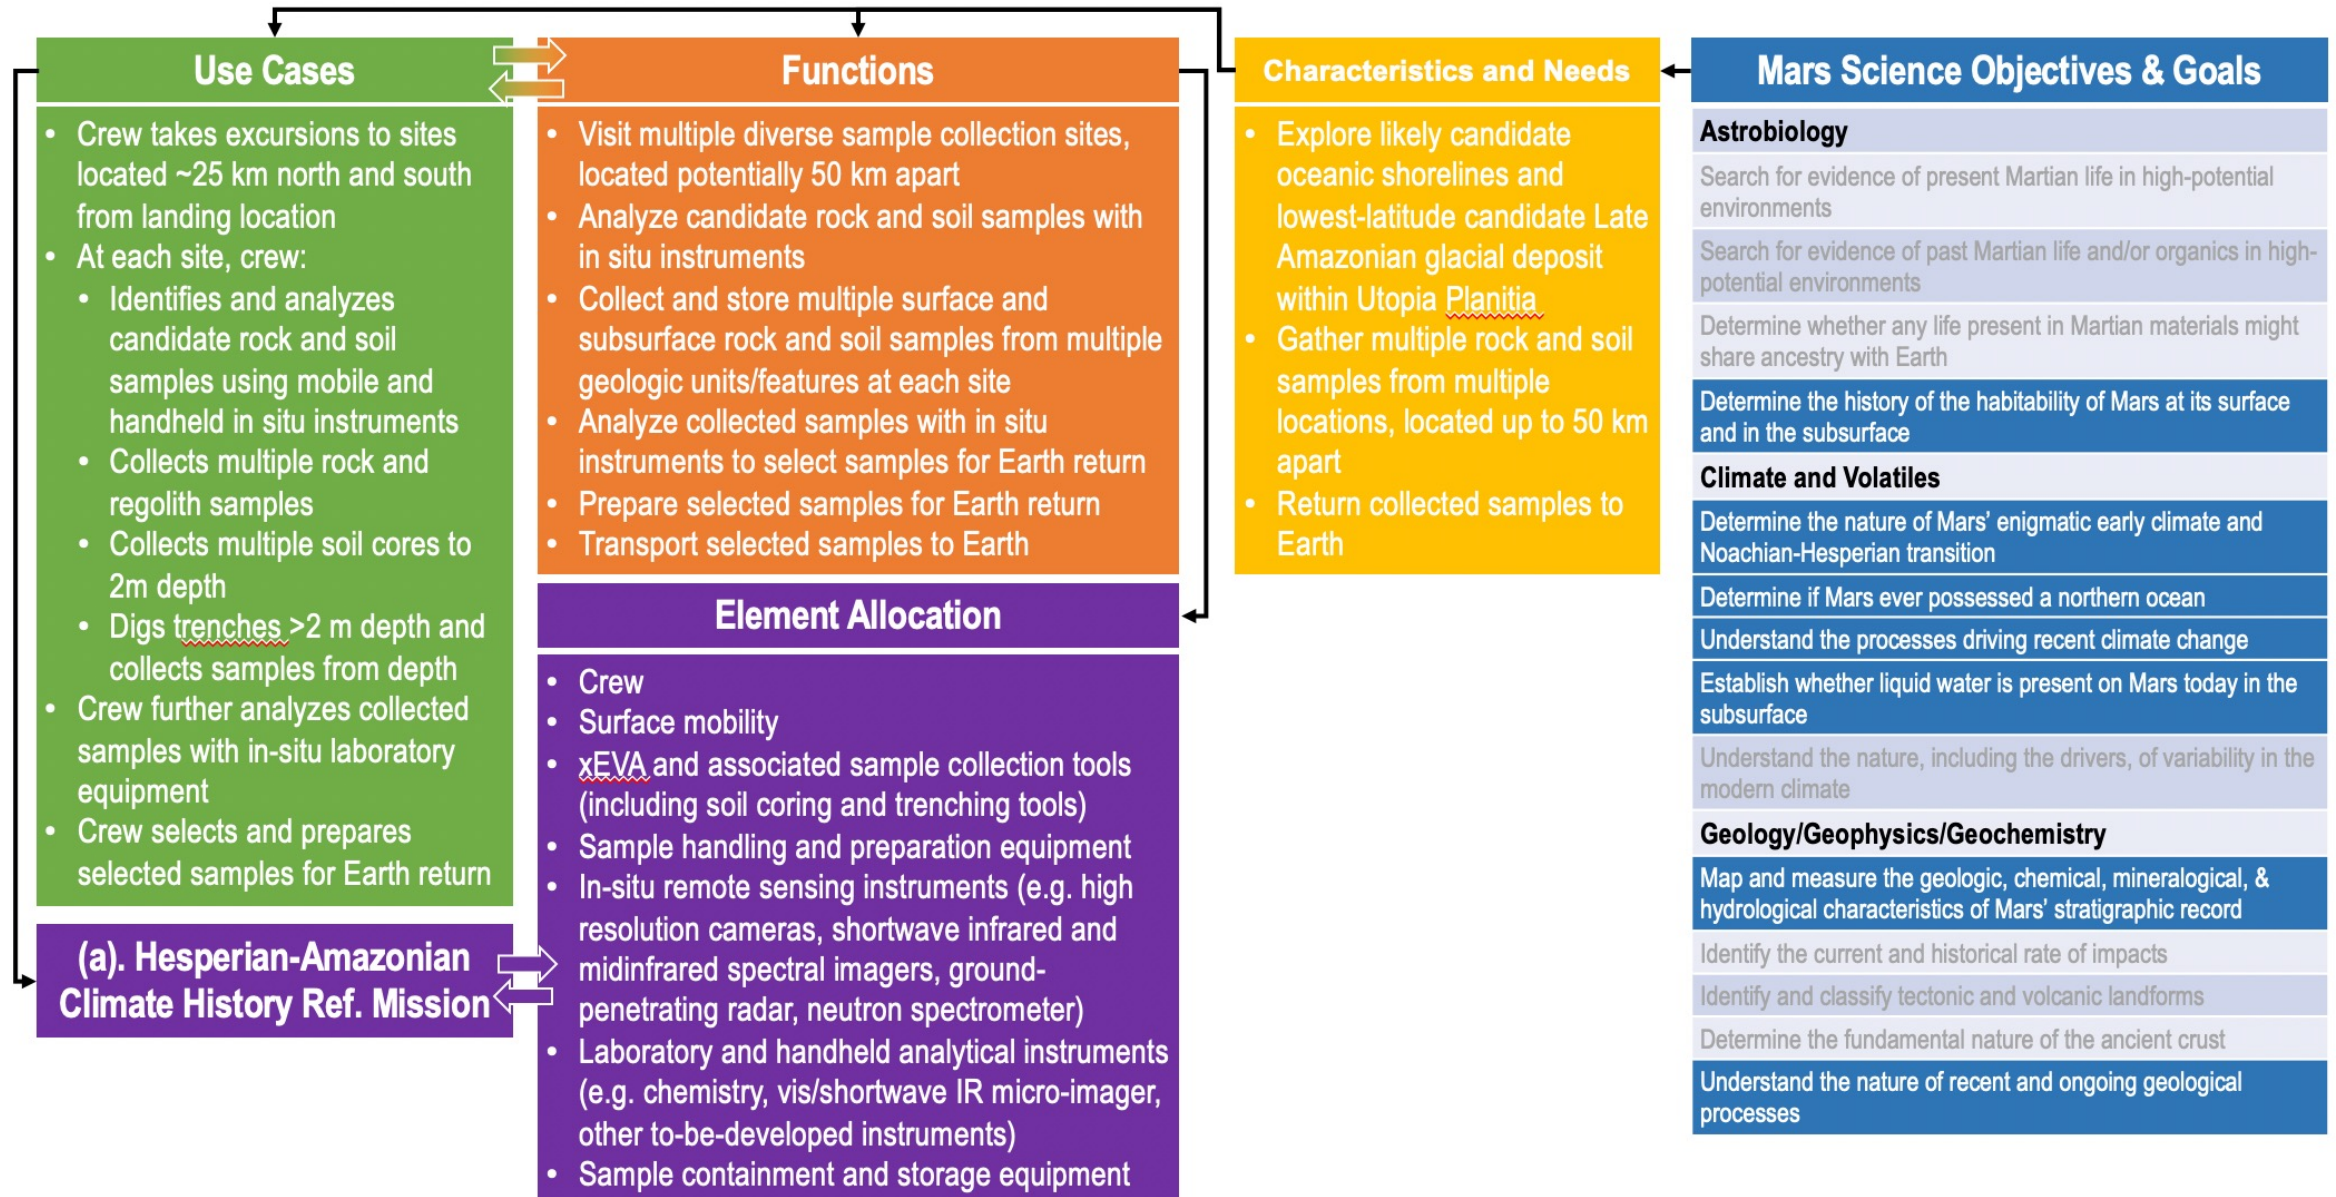 Use Cases
• Crew takes excursions to sites
located ~25 km north and south
from landing location
• At each site, crew:
• Identifies and analyzes
candidate rock and soil
samples using mobile and
handheld in situ instruments
• Collects multiple rock and
regolith samples
• Collects multiple soil cores to
2m depth
• Digs trenches >2 m depth and
collects samples from depth
• Crew further analyzes collected
samples with in-situ laboratory
equipment
• Crew selects and prepares
selected samples for Earth return
(a). Hesperian-Amazonian
Climate History Ref. Mission
Functions
• Visit multiple diverse sample collection sites,
located potentially 50 km apart
• Analyze candidate rock and soil samples with
in situ instruments
• Collect and store multiple surface and
subsurface rock and soil samples from multiple
geologic units/features at each site
• Analyze collected samples with in situ
instruments to select samples for Earth return
• Prepare selected samples for Earth return
• Transport selected samples to Earth
Element Allocation
• Crew
• Surface mobility
• xEVA and associated sample collection tools
(including soil coring and trenching tools)
• Sample handling and preparation equipment
• In-situ remote sensing instruments (e.g. high
resolution cameras, shortwave infrared and
midinfrared spectral imagers, ground-
penetrating radar, neutron spectrometer)
• Laboratory and handheld analytical instruments
(e.g. chemistry, vis/shortwave IR micro-imager,
other to-be-developed instruments)
• Sample containment and storage equipment
Characteristics and Needs
• Explore likely candidate
oceanic shorelines and
lowest-latitude candidate Late
Amazonian glacial deposit
within Utopia Planitia
• Gather multiple rock and soil
samples from multiple
locations, located up to 50 km
apart
• Return collected samples to
Earth
Mars Science Objectives & Goals
Astrobiology
Search for evidence of present Martian life in high-potential
environments
Search for evidence of past Martian life and/or organics in high-
potential environments
Determine whether any life present in Martian materials might
share ancestry with Earth
Determine the history of the habitability of Mars at its surface
and in the subsurface
Climate and Volatiles
Determine the nature of Mars' enigmatic early climate and
Noachian-Hesperian transition
Determine if Mars ever possessed a northern ocean
Understand the processes driving recent climate change
Establish whether liquid water is present on Mars today in the
subsurface
Understand the nature, including the drivers, of variability in the
modern climate
Geology/Geophysics/Geochemistry
Map and measure the geologic, chemical, mineralogical, &
hydrological characteristics of Mars' stratigraphic record
Identify the current and historical rate of impacts
Identify and classify tectonic and volcanic landforms
Determine the fundamental nature of the ancient crust
Understand the nature of recent and ongoing geological
processes